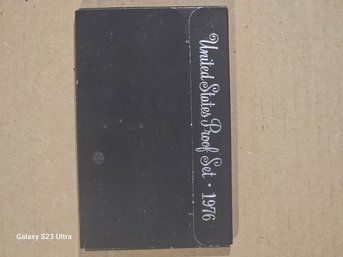 United States Proof Set • 1976
Galaxy S23 Ultra